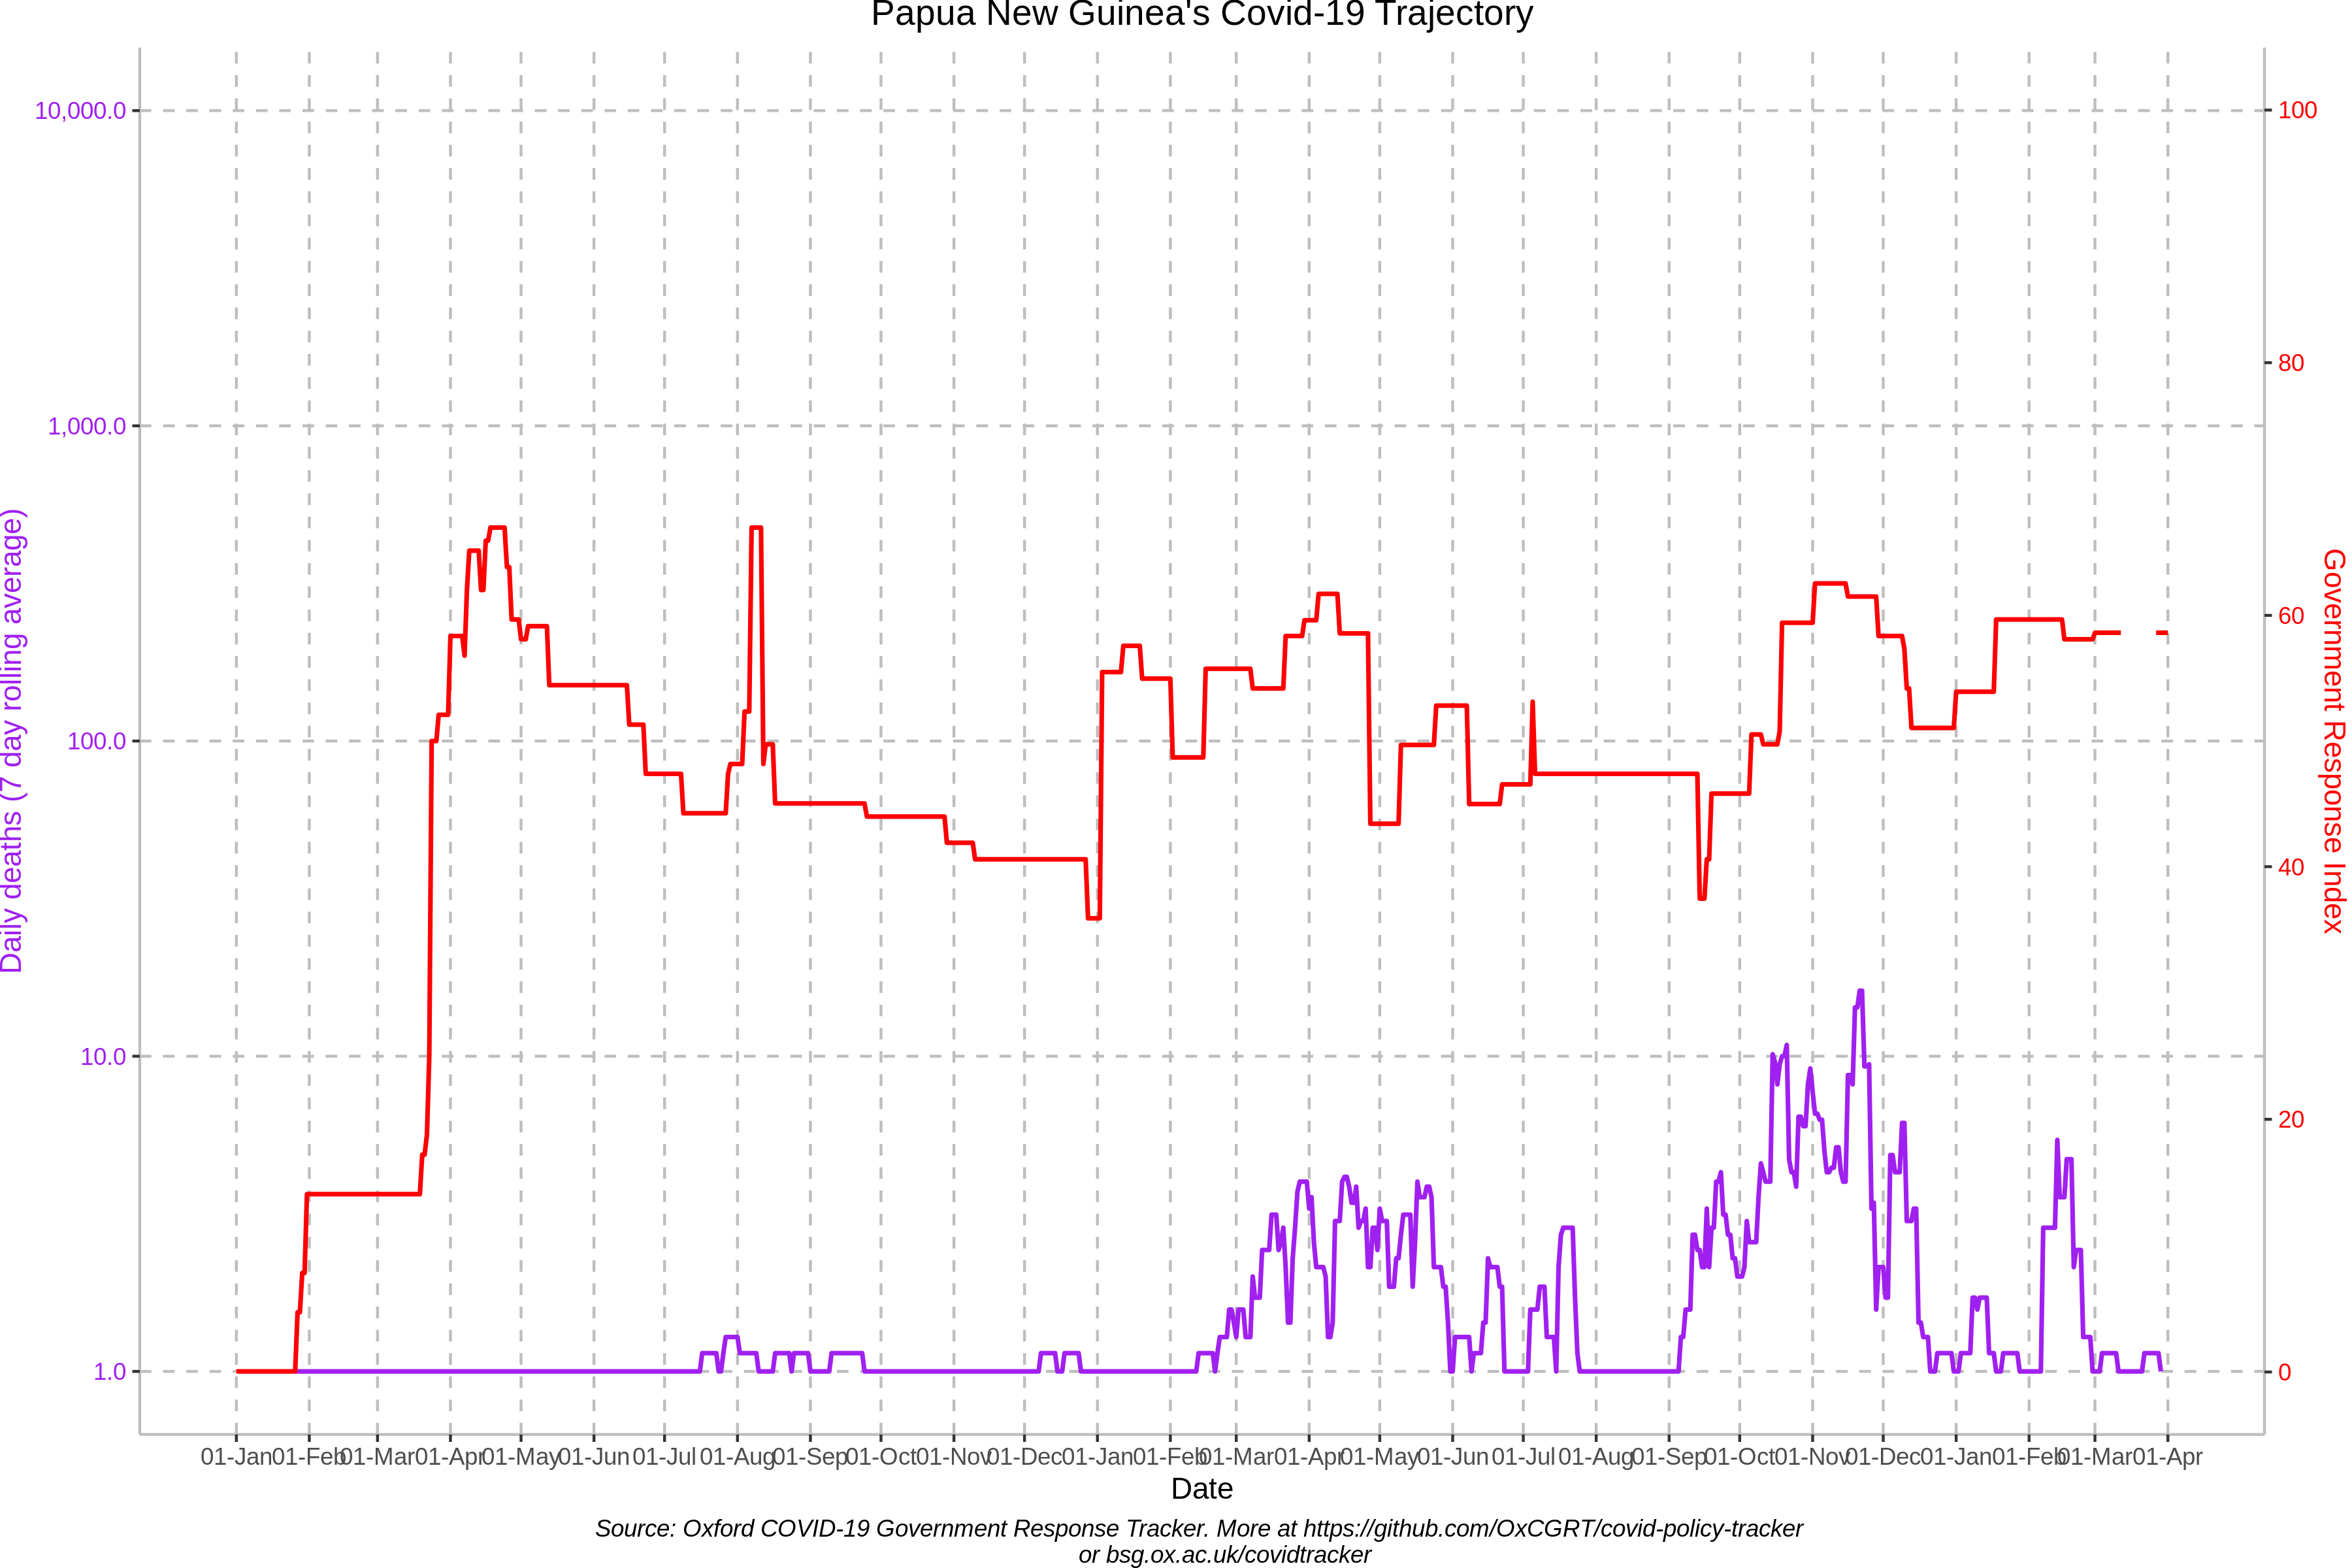 Papua New Guinea's Covid-19 Trajectory
10,000.0
1,000.0
100.0
10.0
1.0
Daily deaths (7 day rolling average)
100
80
60
40
20
0
Government Response Index
01-Jan 01-Feb 01-Mar 01-Apr 01-May 01-Jun 01-Jul 01-Aug 01-Sep 01-Oct 01-Nov 01-Dec 01-Jan 01-Feb 01-Mar 01-Apr 01-May 01-Jun 01-Jul 01-Aug 01-Sep 01-Oct 01-Nov 01-Dec 01-Jan 01-Feb 01-Mar 01-Apr
Date
Source: Oxford COVID-19 Government Response Tracker. More at https://github.com/OxCGRT/covid-policy-tracker
or bsg.ox.ac.uk/covidtracker